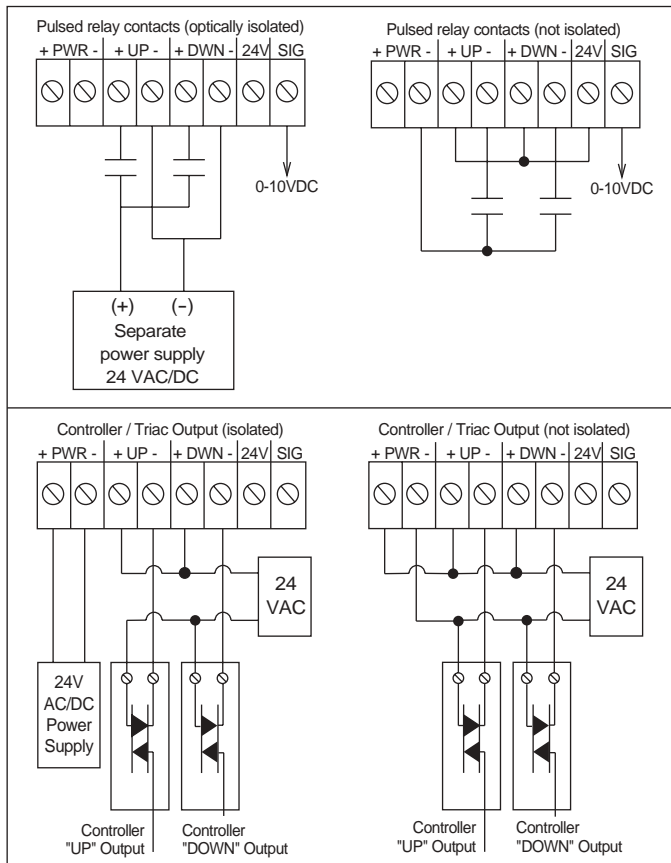 Pulsed relay contacts (optically isolated)
+ PWR - + UP - + DWN - 24V SIG
0-10VDC
(+) (-)
Separate
power supply
24 VAC/DC
Pulsed relay contacts (not isolated)
+ PWR - + UP - + DWN - 24V SIG
0-10VDC
Controller / Triac Output (isolated)
+ PWR - + UP - + DWN - 24V SIG
24
VAC
24V
AC/DC
Power
Supply
Controller
"UP" Output
Controller
"DOWN" Output
Controller / Triac Output (not isolated)
+ PWR - + UP - + DWN - 24V SIG
24
VAC
Controller
"UP" Output
Controller
"DOWN" Output